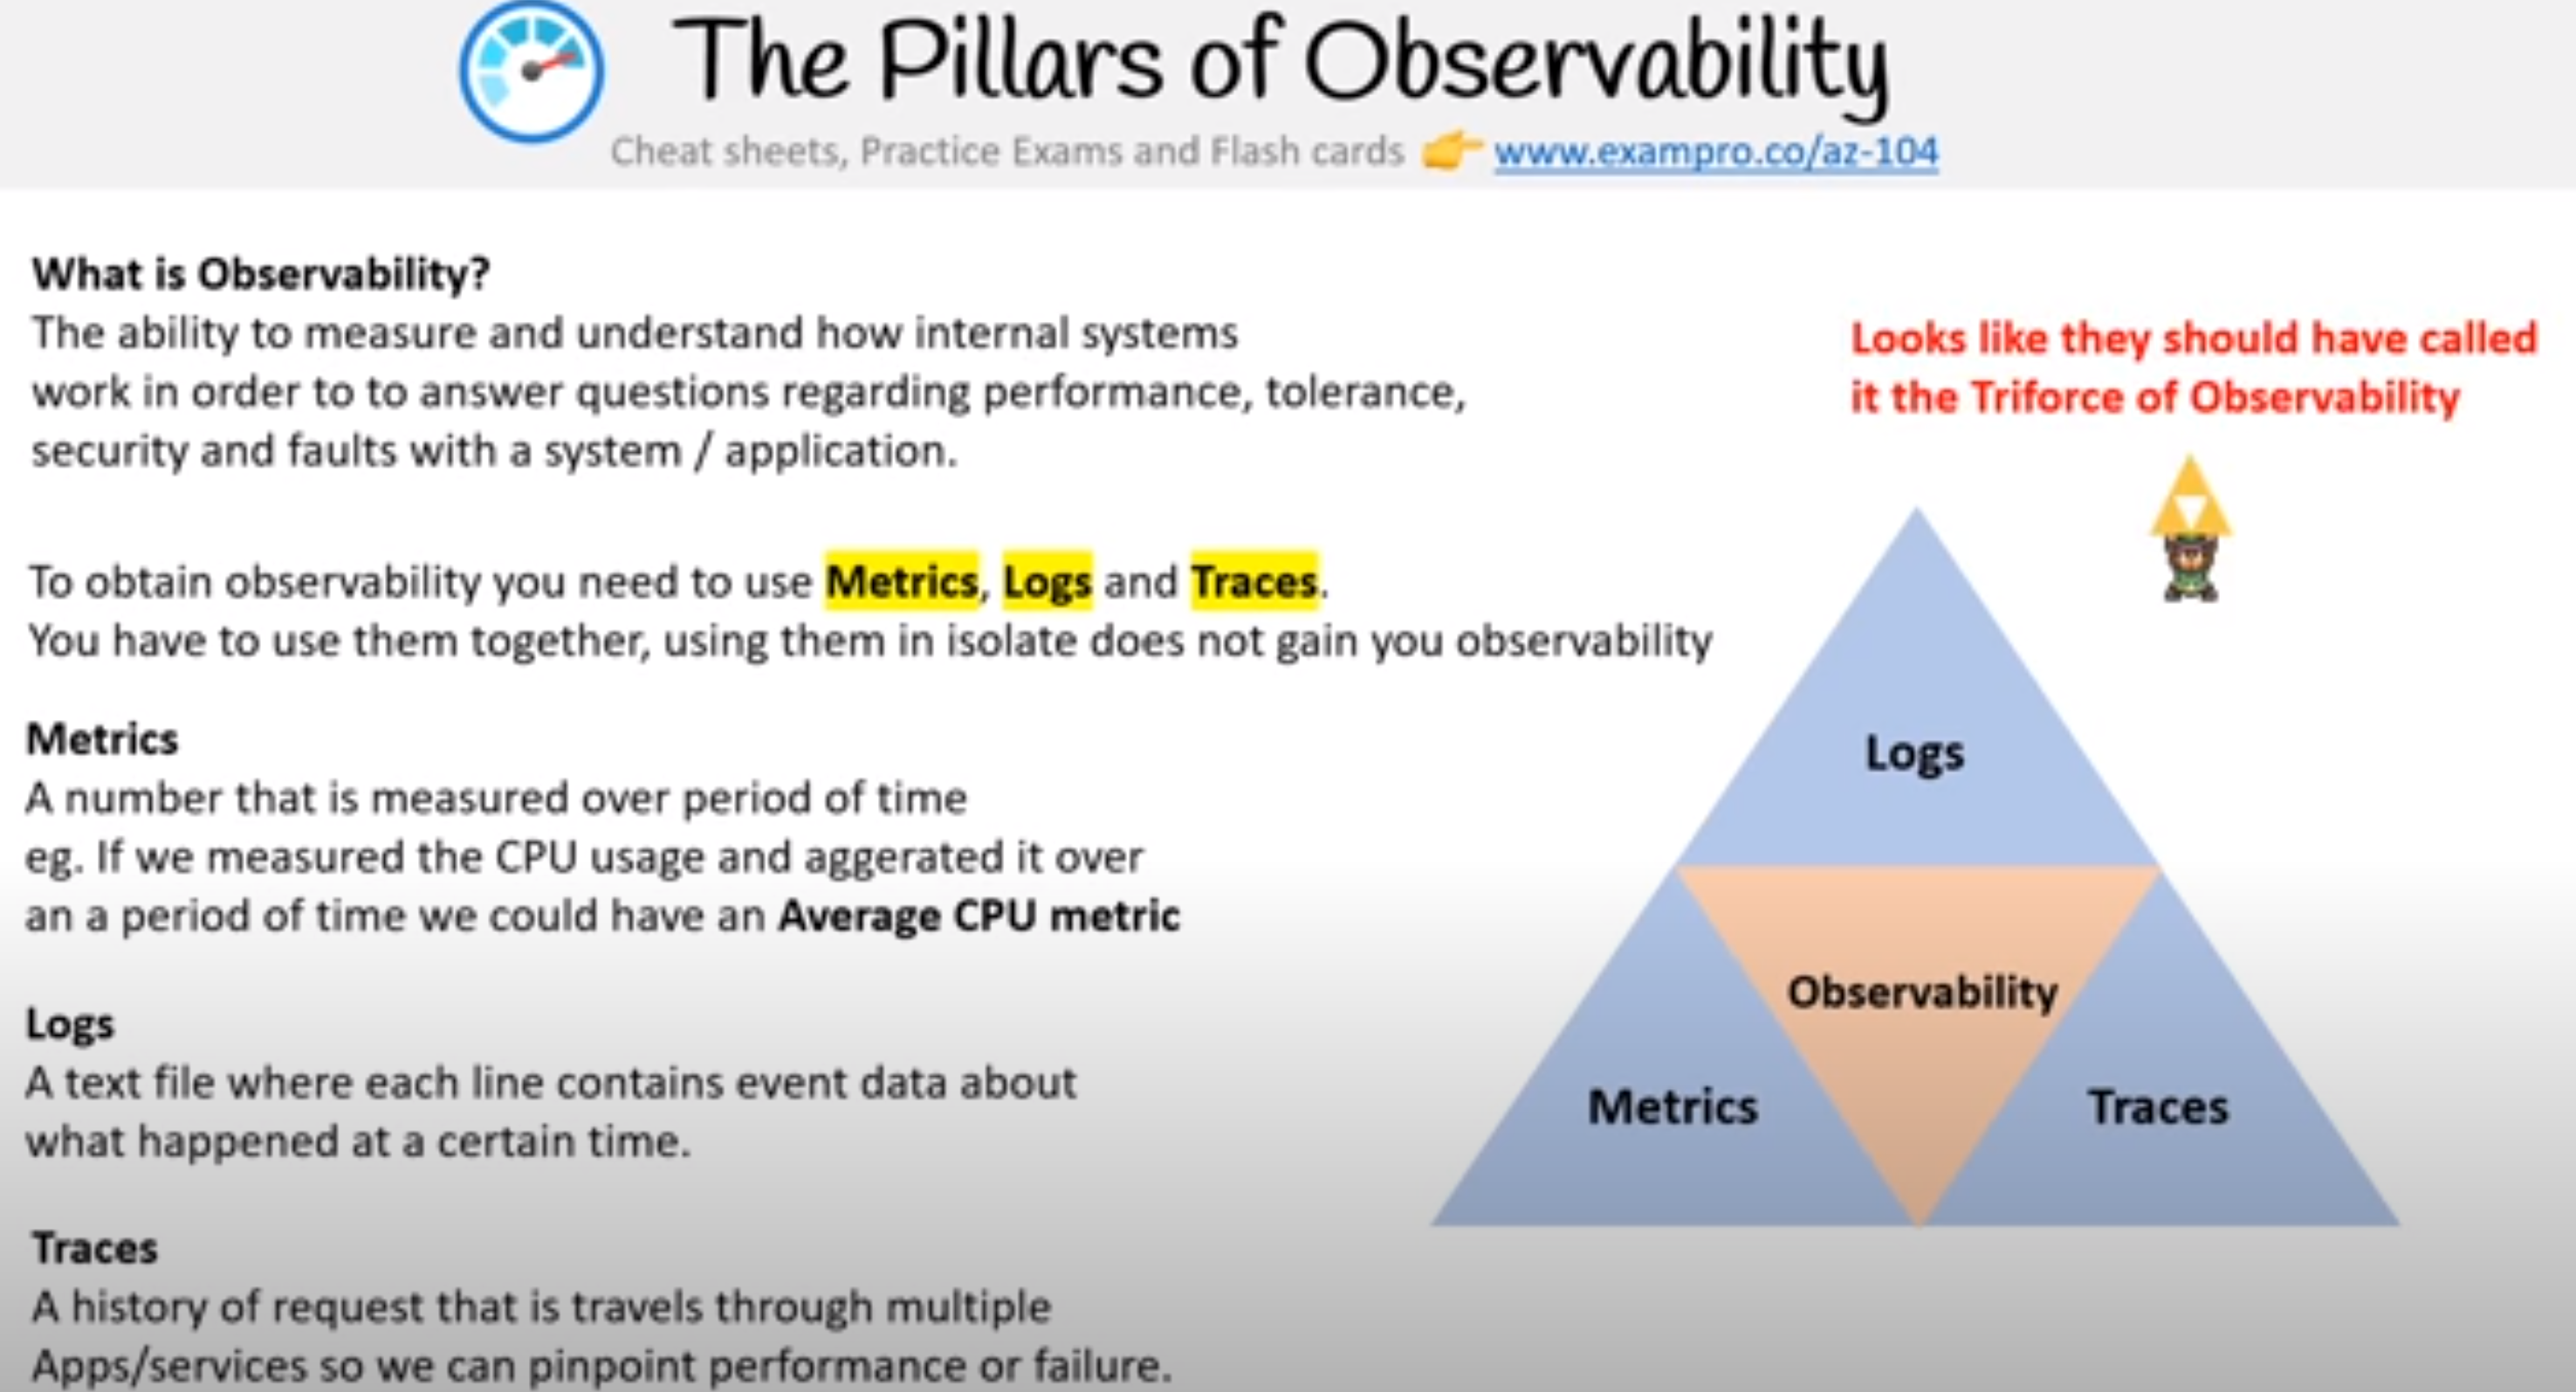 The Pillars of Observability
Cheat sheets, Practice Exams and Flash cards 👉 www.exampro.co/az-104
What is Observability?
The ability to measure and understand how internal systems
work in order to to answer questions regarding performance, tolerance,
security and faults with a system / application.
To obtain observability you need to use Metrics, Logs and Traces.
You have to use them together, using them in isolate does not gain you observability
Metrics
A number that is measured over period of time
eg. If we measured the CPU usage and aggerated it over
an a period of time we could have an Average CPU metric
Logs
A text file where each line contains event data about
what happened at a certain time.
Traces
A history of request that is travels through multiple
Apps/services so we can pinpoint performance or failure.
Looks like they should have called
it the Triforce of Observability
Logs
Observability
Metrics
Traces